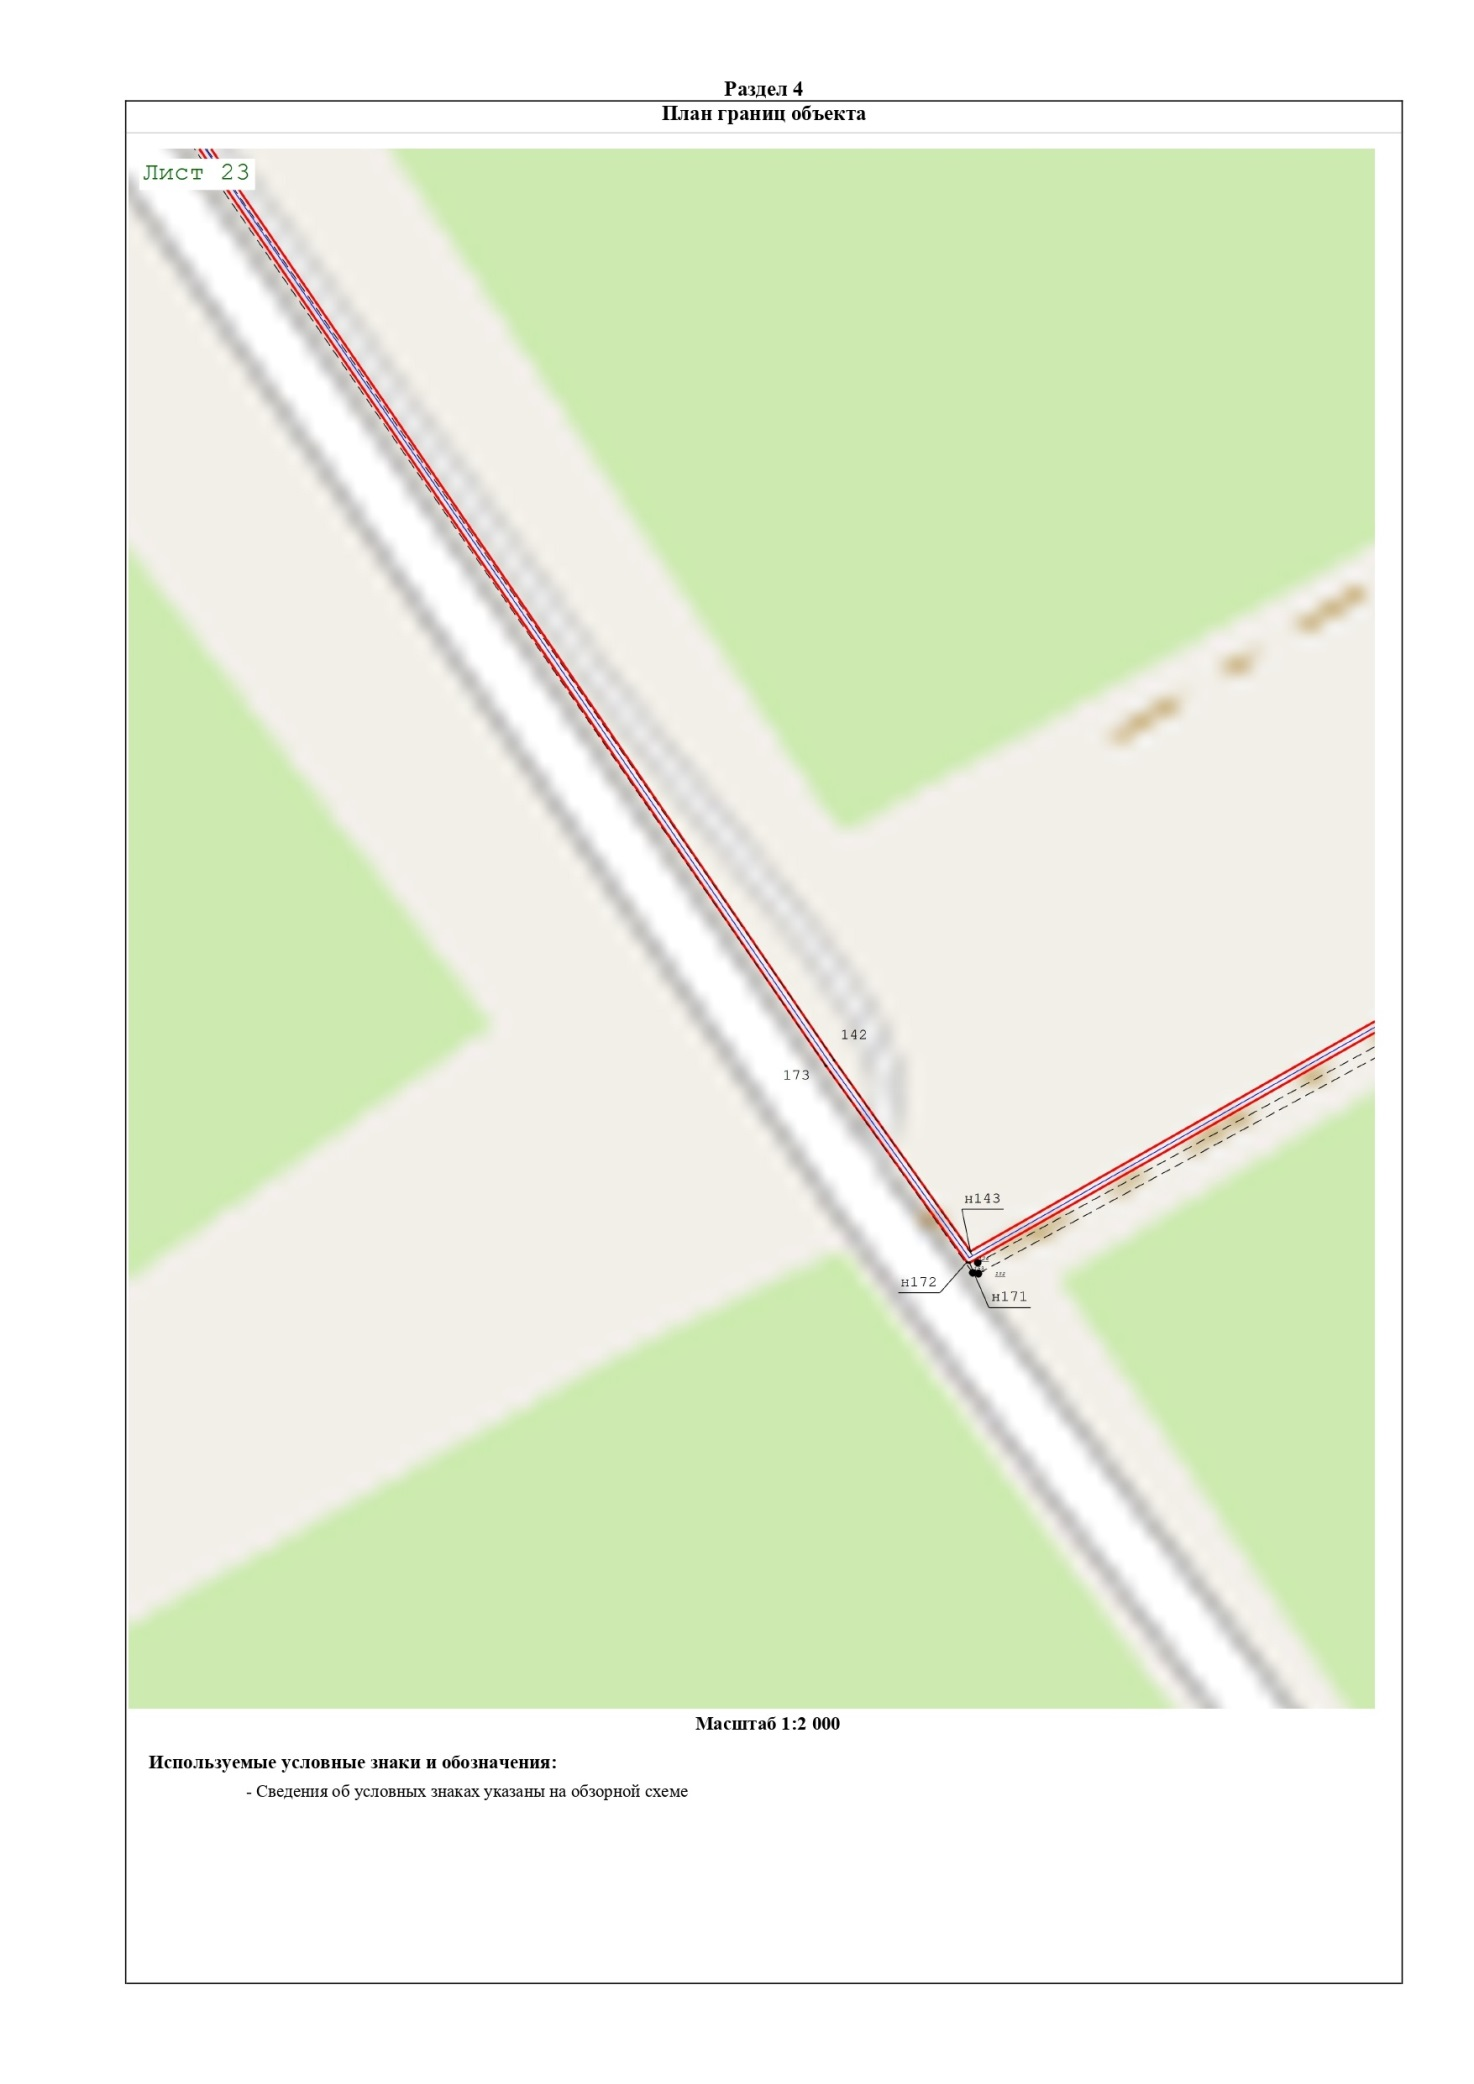 Раздел 4
План границ объекта
Лист 23
142
173
н143
н172
н171
Масштаб 1:2 000
Используемые условные знаки и обозначения:
- Сведения об условных знаках указаны на обзорной схеме